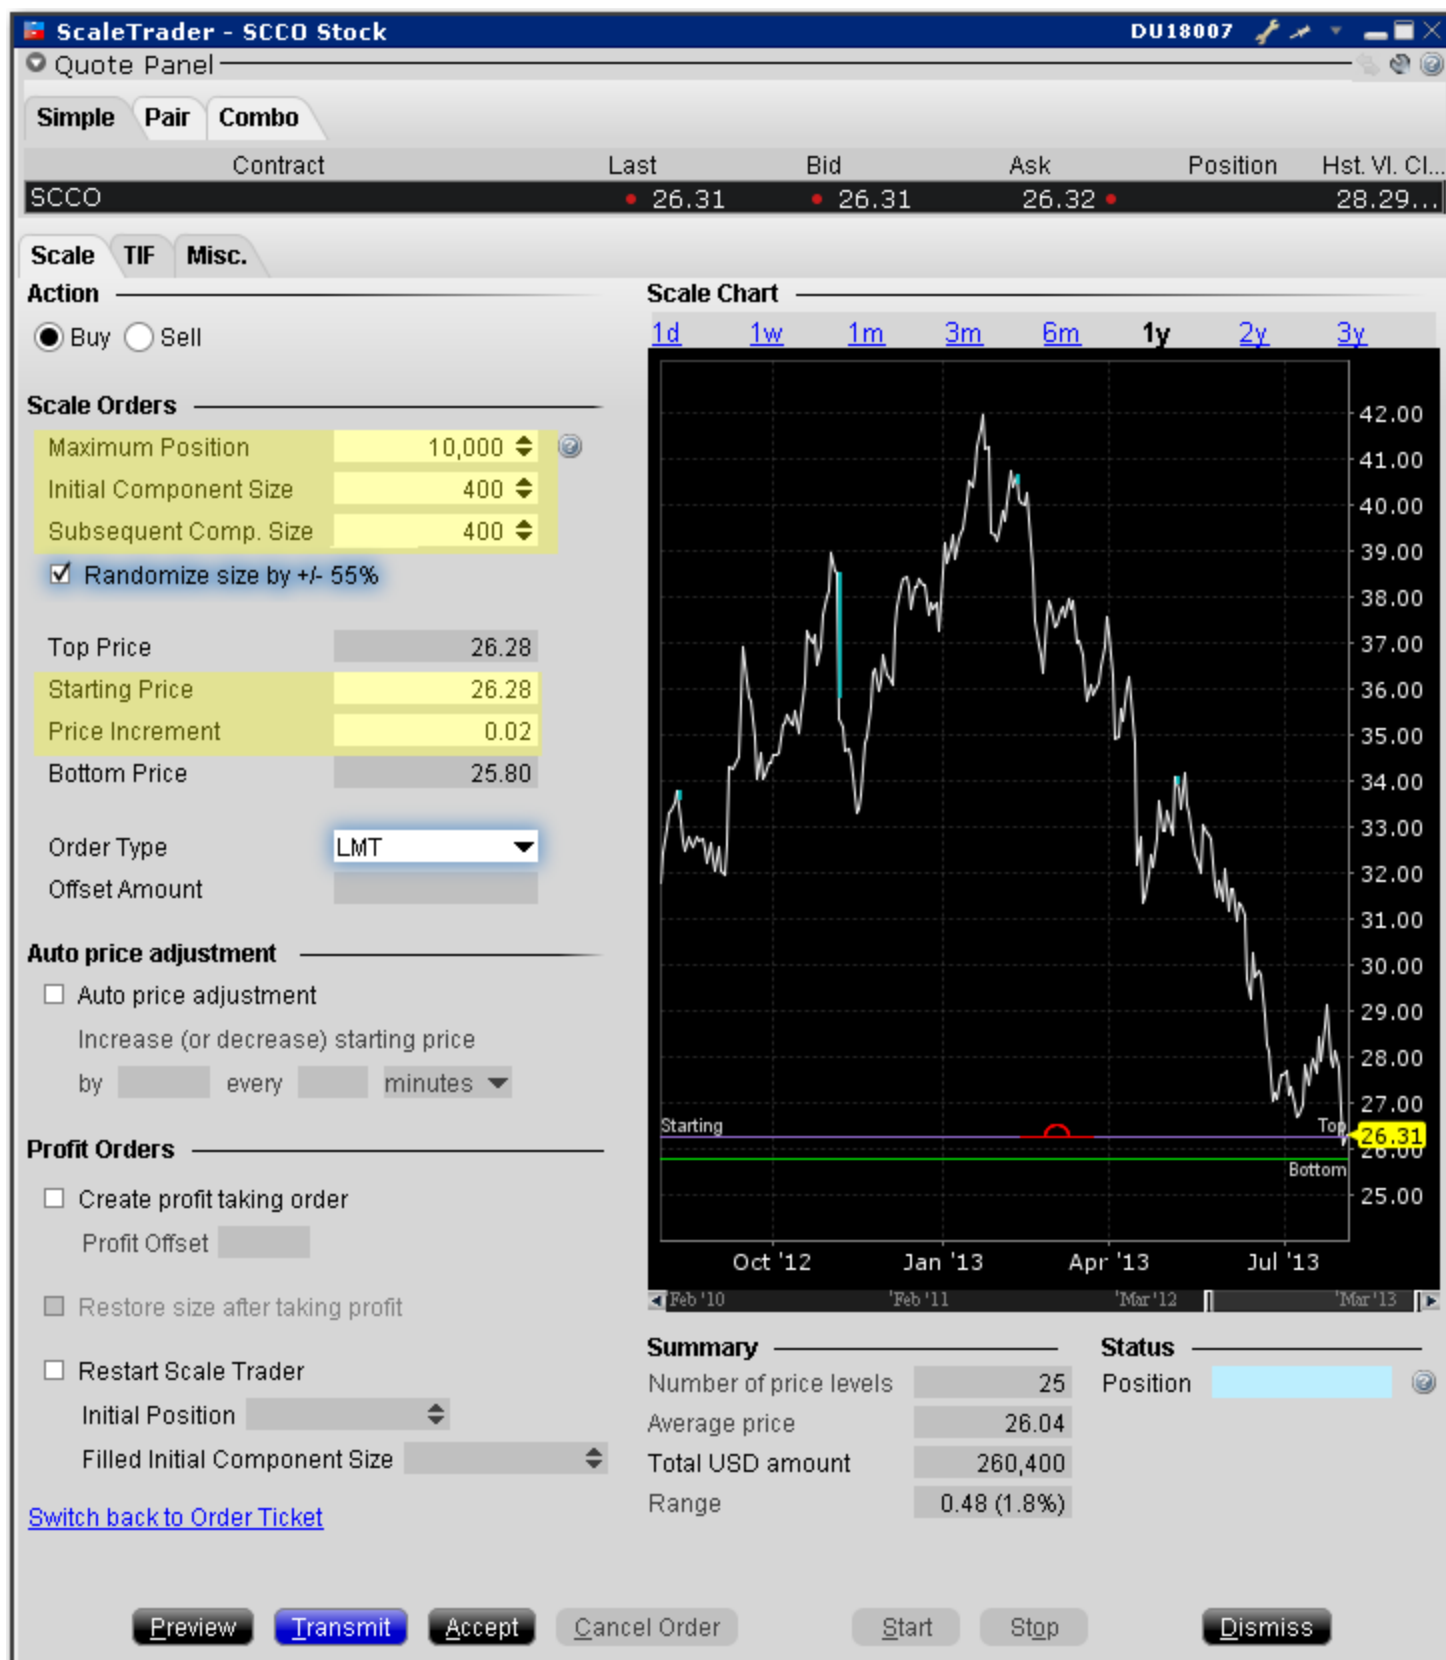 ScaleTrader - SCCO Stock DU18007
Quote Panel
Simple Pair Combo
Contract Last Bid Ask Position Hst. Vl. Cl...
SCCO 26.31 26.31 26.32 28.29...
Scale TIF Misc.
Action
Buy Sell
Scale Orders
Maximum Position 10,000
Initial Component Size 400
Subsequent Comp. Size 400
Randomize size by +/- 55%
Top Price 26.28
Starting Price 26.28
Price Increment 0.02
Bottom Price 25.80
Order Type LMT
Offset Amount
Auto price adjustment
Auto price adjustment
Increase (or decrease) starting price
by every minutes
Profit Orders
Create profit taking order
Profit Offset
Restore size after taking profit
Restart Scale Trader
Initial Position
Filled Initial Component Size
Switch back to Order Ticket
Scale Chart
1d 1w 1m 3m 6m 1y 2y 3y
42.00
41.00
40.00
39.00
38.00
37.00
36.00
35.00
34.00
33.00
32.00
31.00
30.00
29.00
28.00
27.00
Starting Top 26.31
26.00
Bottom
25.00
Oct '12 Jan '13 Apr '13 Jul '13
Feb '10 'Feb '11 'Mar '12 'Mar '13
Summary
Number of price levels 25
Average price 26.04
Total USD amount 260,400
Range 0.48 (1.8%)
Status
Position
Preview Transmit Accept Cancel Order Start Stop Dismiss